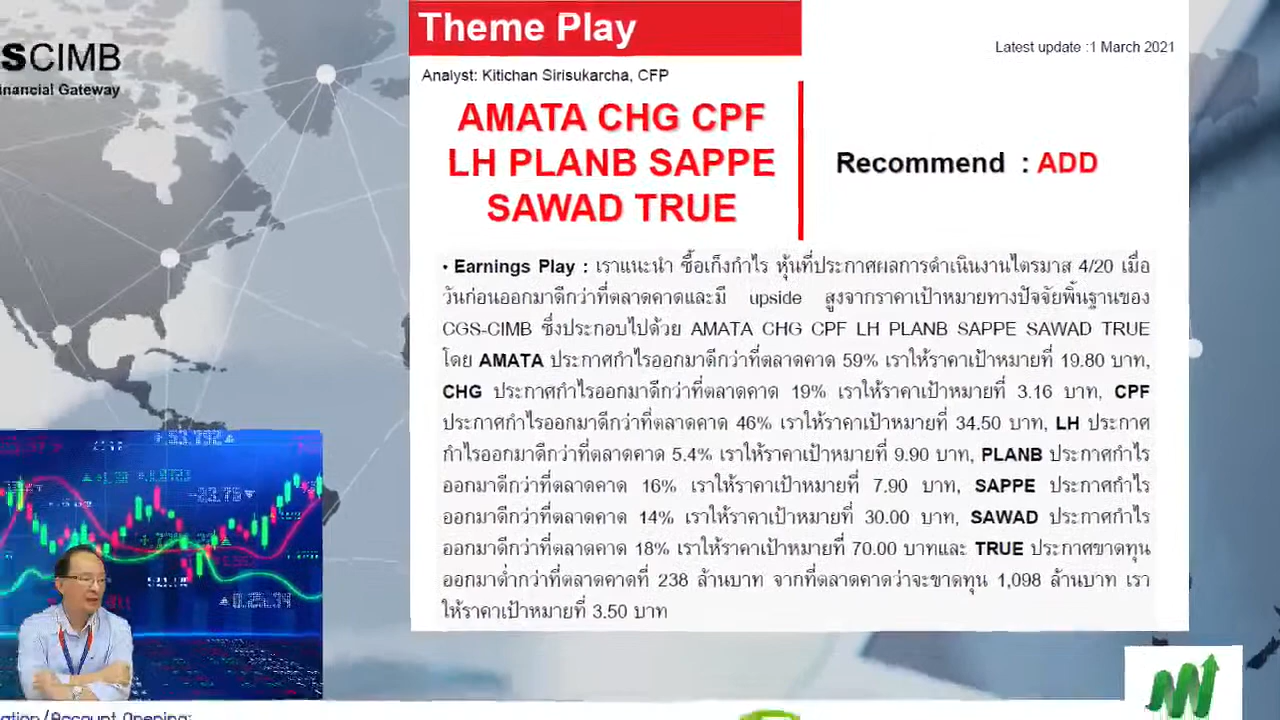 SCIMB
inancial Gateway
Theme Play
Latest update :1 March 2021
Analyst: Kitichan Sirisukarcha, CFP
AMATA CHG CPF
LH PLANB SAPPE
SAWAD TRUE
Recommend : ADD
• Earnings Play : เราแนะนำ ซื้อเก็งกำไร หุ้นที่ประกาศผลการดำเนินงานไตรมาส 4/20 เมื่อ
วันก่อนออกมาดีกว่าที่ตลาดคาดและมี upside สูงจากราคาเป้าหมายทางปัจจัยพื้นฐานของ
CGS-CIMB ซึ่งประกอบไปด้วย AMATA CHG CPF LH PLANB SAPPE SAWAD TRUE
โดย AMATA ประกาศกำไรออกมาดีกว่าที่ตลาดคาด 59% เราให้ราคาเป้าหมายที่ 19.80 บาท,
CHG ประกาศกำไรออกมาดีกว่าที่ตลาดคาด 19% เราให้ราคาเป้าหมายที่ 3.16 บาท, CPF
ประกาศกำไรออกมาดีกว่าที่ตลาดคาด 46% เราให้ราคาเป้าหมายที่ 34.50 บาท, LH ประกาศ
กำไรออกมาดีกว่าที่ตลาดคาด 5.4% เราให้ราคาเป้าหมายที่ 9.90 บาท, PLANB ประกาศกำไร
ออกมาดีกว่าที่ตลาดคาด 16% เราให้ราคาเป้าหมายที่ 7.90 บาท, SAPPE ประกาศกำไร
ออกมาดีกว่าที่ตลาดคาด 14% เราให้ราคาเป้าหมายที่ 30.00 บาท, SAWAD ประกาศกำไร
ออกมาดีกว่าที่ตลาดคาด 18% เราให้ราคาเป้าหมายที่ 70.00 บาทและ TRUE ประกาศขาดทุน
ออกมาต่ำกว่าที่ตลาดคาดที่ 238 ล้านบาท จากที่ตลาดคาดว่าจะขาดทุน 1,098 ล้านบาท เรา
ให้ราคาเป้าหมายที่ 3.50 บาท